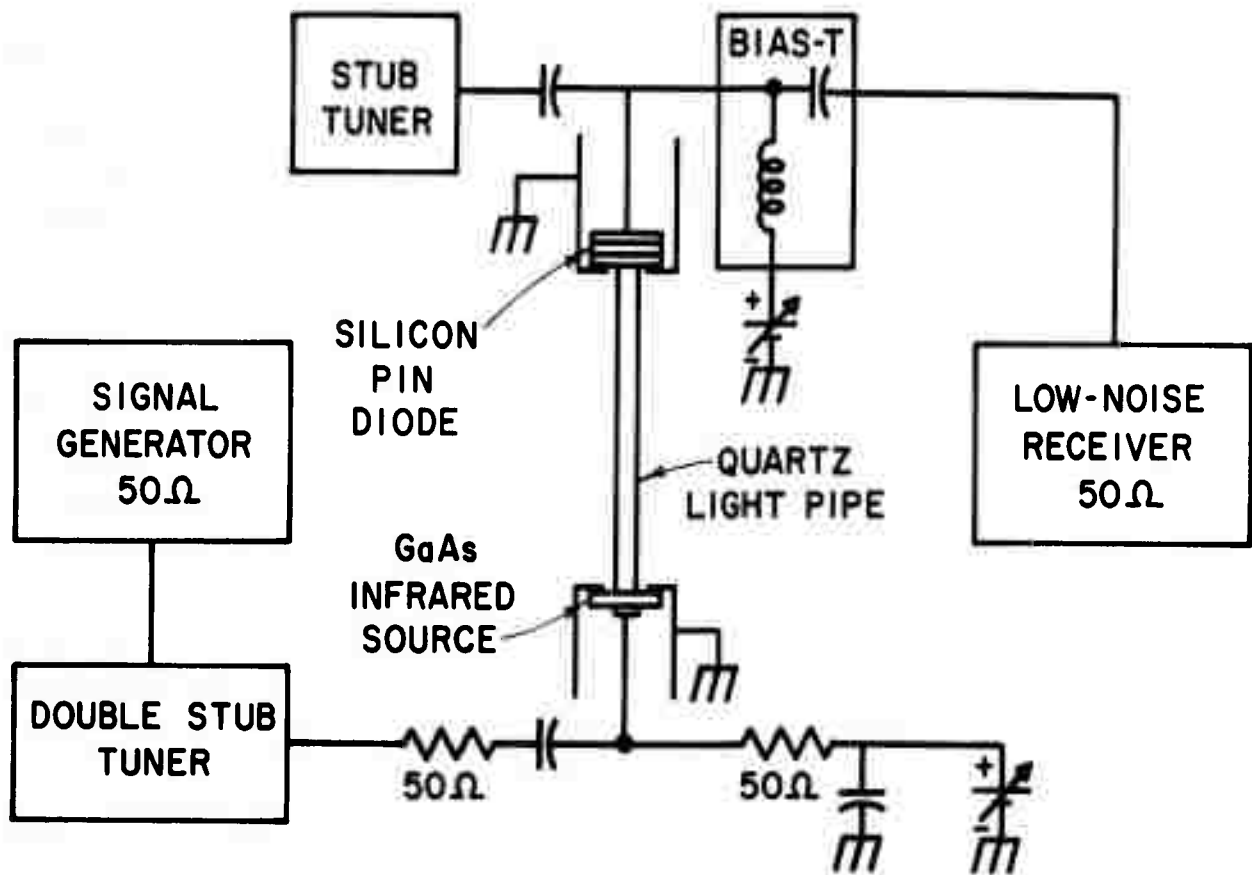 STUB
TUNER
BIAS-T
+
-
SILICON
PIN
DIODE
SIGNAL
GENERATOR
50Ω
LOW-NOISE
RECEIVER
50Ω
QUARTZ
LIGHT PIPE
GaAs
INFRARED
SOURCE
DOUBLE STUB
TUNER
50Ω
50Ω
+
-